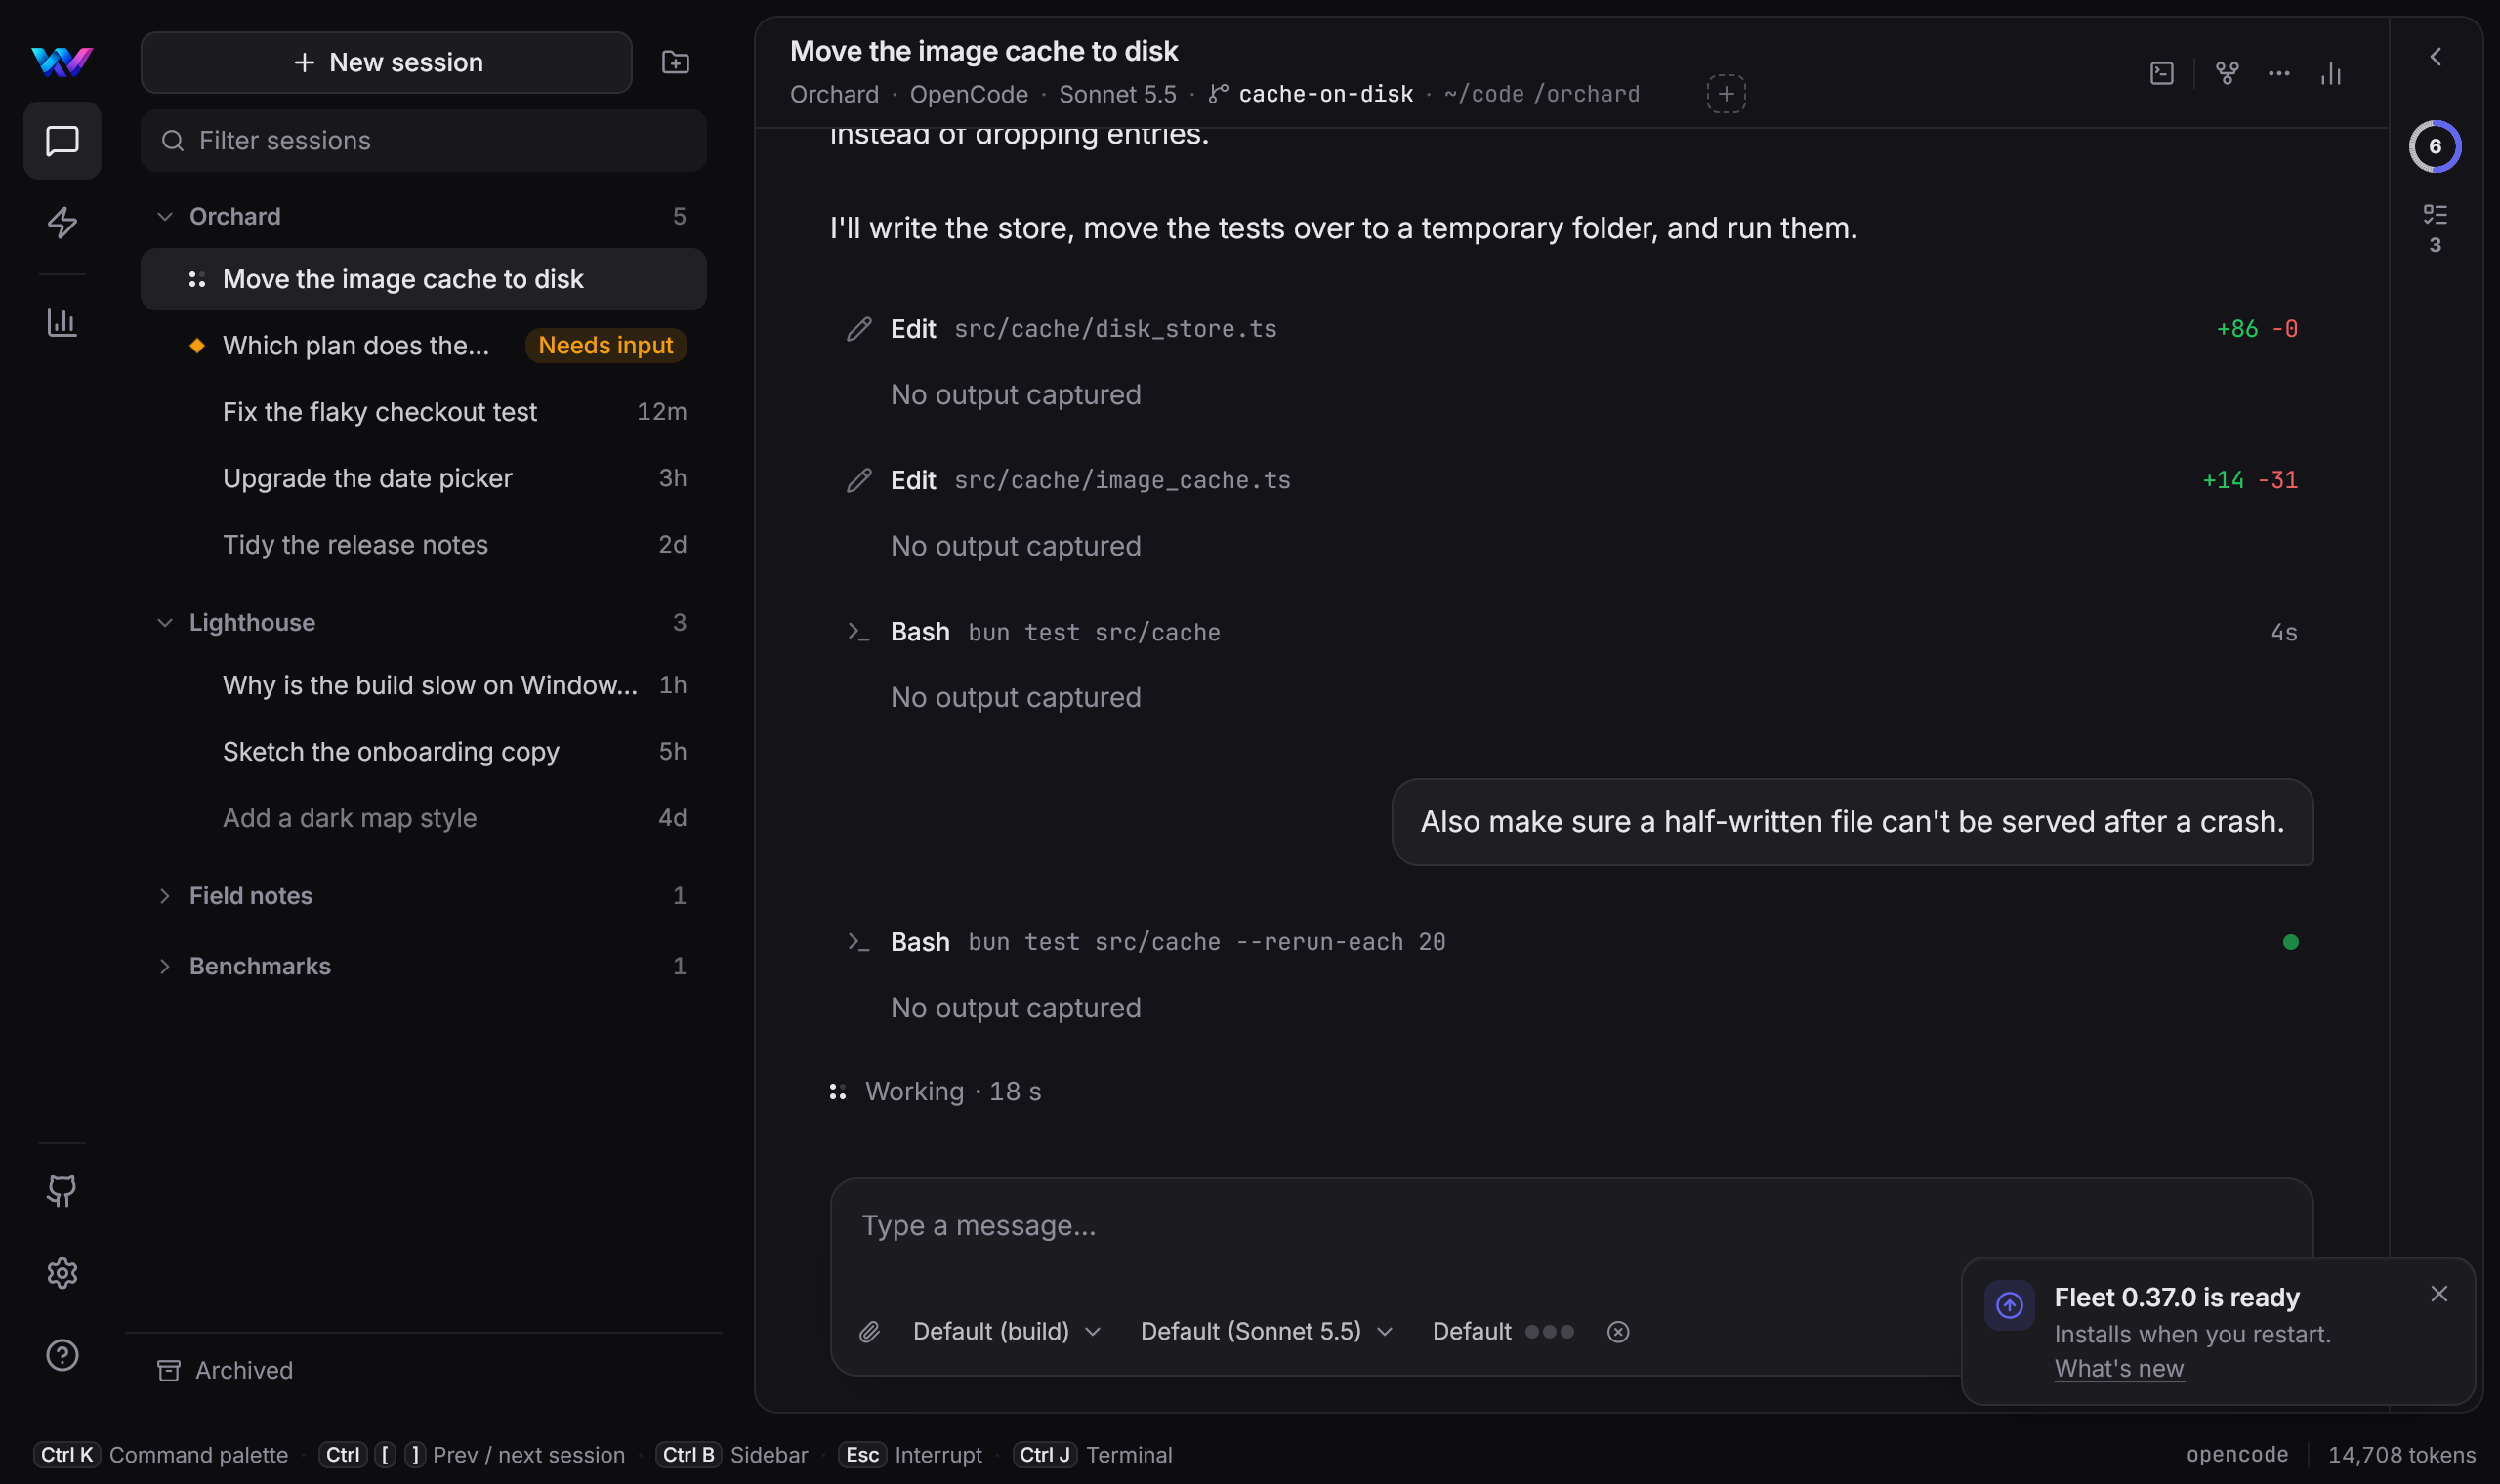 New session
Filter sessions
Orchard 5
Move the image cache to disk
Which plan does the... Needs input
Fix the flaky checkout test 12m
Upgrade the date picker 3h
Tidy the release notes 2d
Lighthouse 3
Why is the build slow on Window... 1h
Sketch the onboarding copy 5h
Add a dark map style 4d
Field notes 1
Benchmarks 1
Archived
Move the image cache to disk
Orchard · OpenCode · Sonnet 5.5 · cache-on-disk · ~/code /orchard
instead of dropping entries.
I'll write the store, move the tests over to a temporary folder, and run them.
Edit src/cache/disk_store.ts +86 -0
No output captured
Edit src/cache/image_cache.ts +14 -31
No output captured
Bash bun test src/cache 4s
No output captured
Also make sure a half-written file can't be served after a crash.
Bash bun test src/cache --rerun-each 20
No output captured
Working · 18 s
Type a message...
Default (build) Default (Sonnet 5.5) Default
6
3
Fleet 0.37.0 is ready
Installs when you restart.
What's new
Ctrl K Command palette · Ctrl [ ] Prev / next session · Ctrl B Sidebar · Esc Interrupt · Ctrl J Terminal
opencode 14,708 tokens